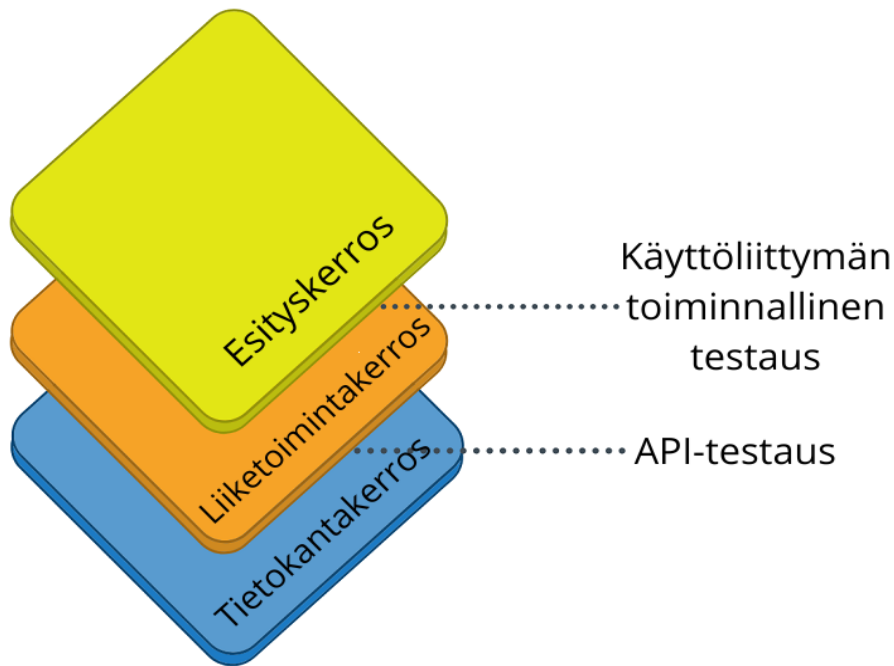 Esityskerros
Käyttöliittymän
toiminnallinen
testaus
Liiketoimintakerros
API-testaus
Tietokantakerros